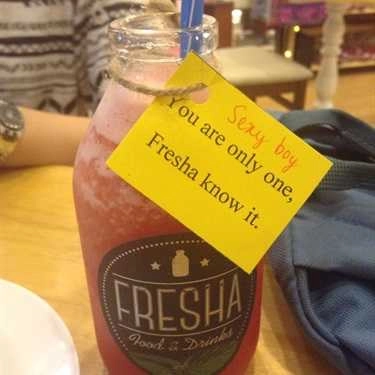 Sexy boy
You are only one,
Fresha know it.
FRESHA
Food & Drinks